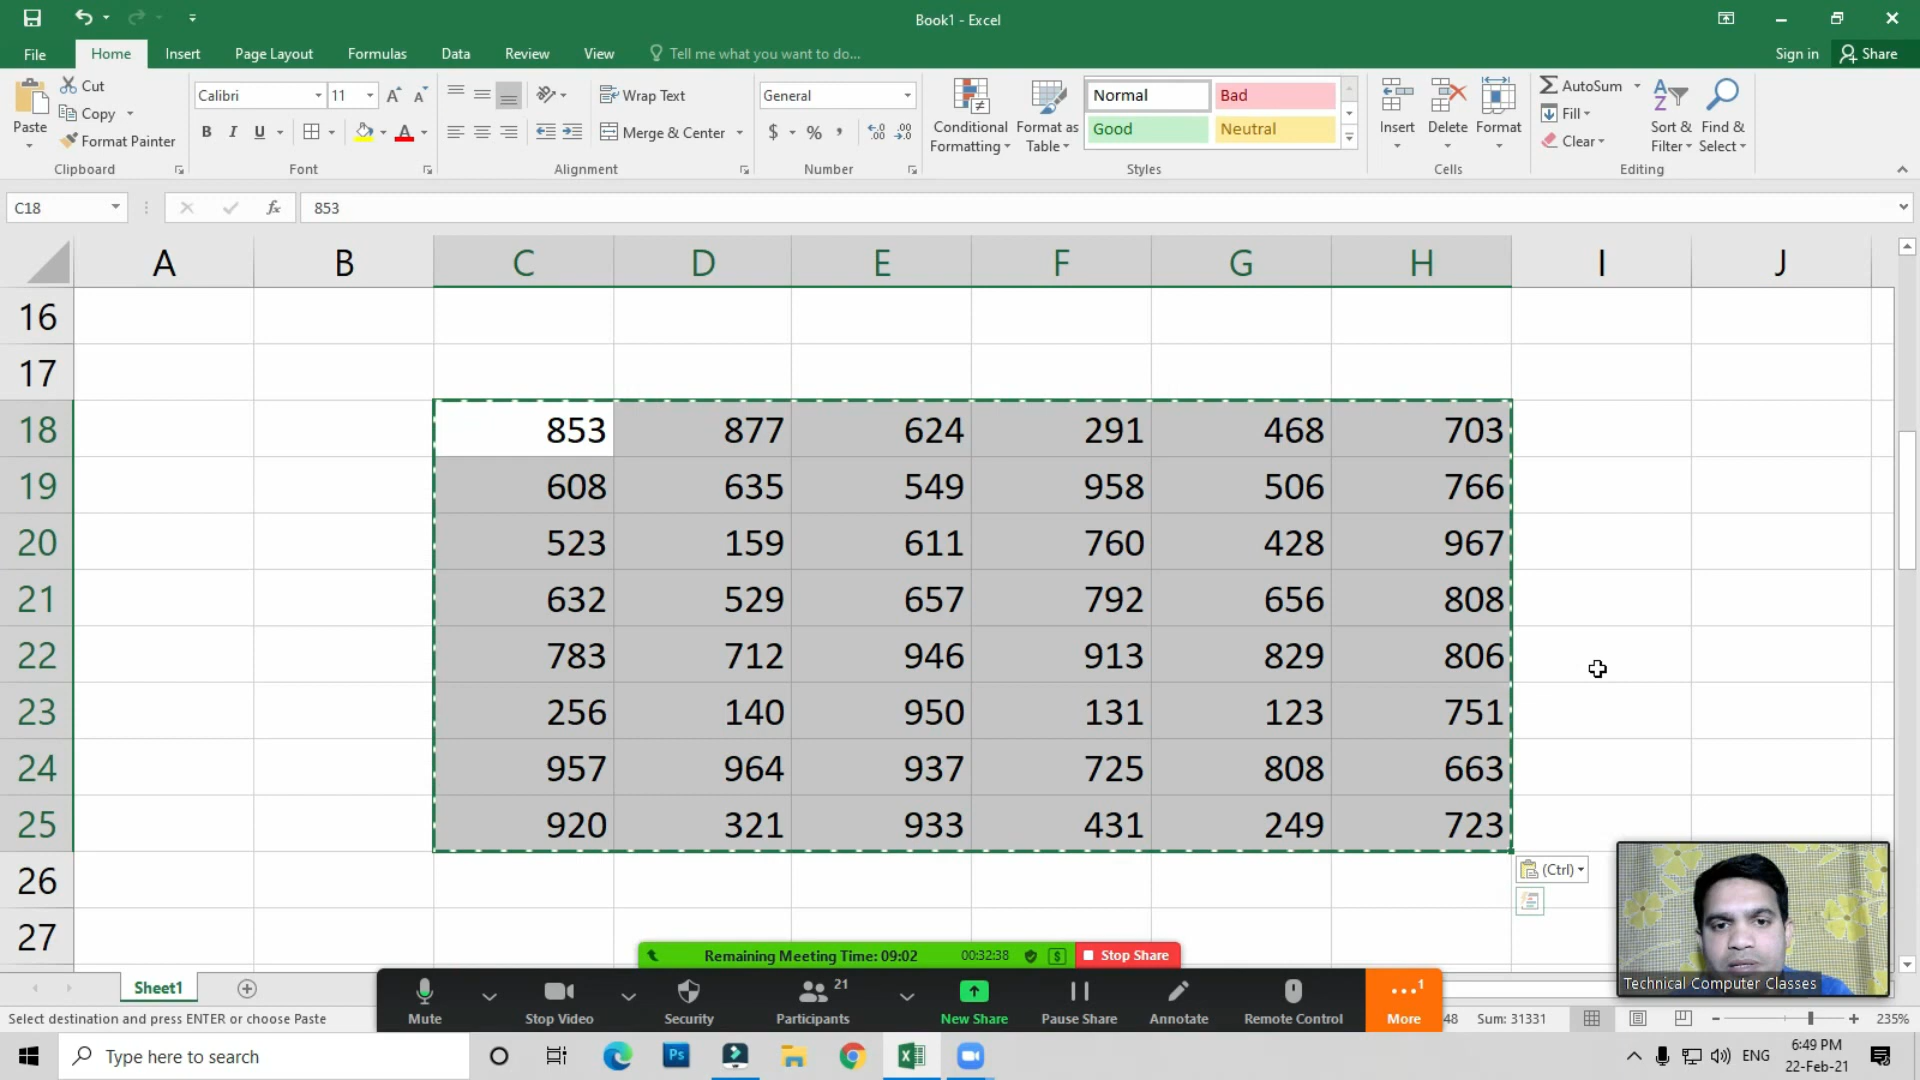 Book1 - Excel
File Home Insert Page Layout Formulas Data Review View Tell me what you want to do... Sign in Share
Paste Cut Copy Format Painter Clipboard
Calibri 11 A A B I U A Font
Wrap Text Merge & Center Alignment
General $ % , .0 .00 .00 .0 Number
Conditional Formatting Format as Table Normal Bad Good Neutral Styles
Insert Delete Format Cells
AutoSum Fill Clear Sort & Filter Find & Select Editing
C18 fx 853
A B C D E F G H I J
16
17
18 853 877 624 291 468 703
19 608 635 549 958 506 766
20 523 159 611 760 428 967
21 632 529 657 792 656 808
22 783 712 946 913 829 806
23 256 140 950 131 123 751
24 957 964 937 725 808 663
25 920 321 933 431 249 723
26 (Ctrl)
27
Remaining Meeting Time: 09:02 00:32:38 $ Stop Share
Technical Computer Classes
Sheet1
Mute Stop Video Security Participants 21 New Share Pause Share Annotate Remote Control More 1
Select destination and press ENTER or choose Paste 48 Sum: 31331 235%
Type here to search Ps ENG 6:49 PM
22-Feb-21